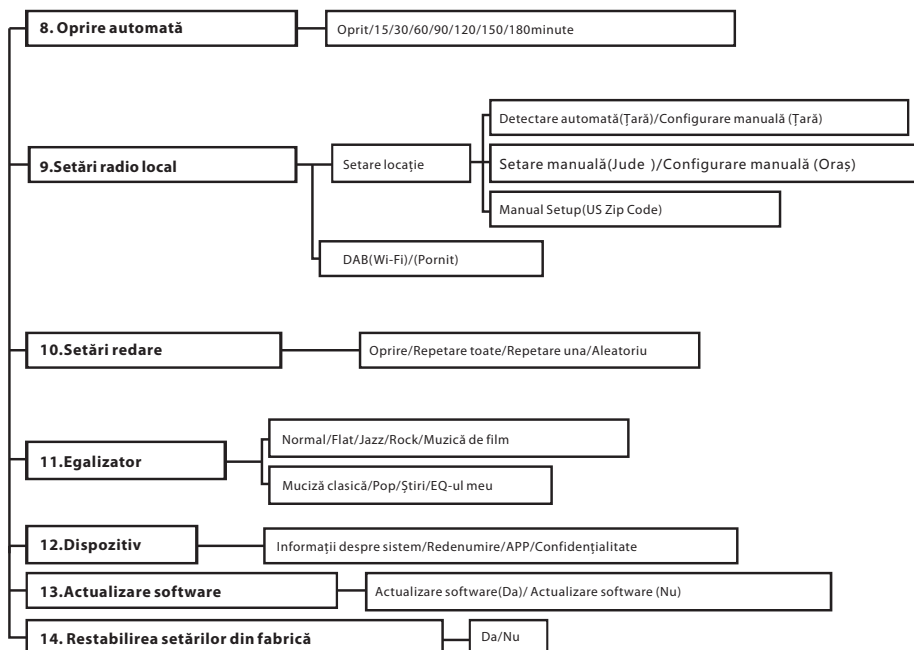 8. Oprire automată
Oprit/15/30/60/90/120/150/180minute
Detectare automată(Țară)/Configurare manuală (Țară)
9.Setări radio local
Setare locație
Setare manuală(Jude )/Configurare manuală (Oraș)
Manual Setup(US Zip Code)
DAB(Wi-Fi)/(Pornit)
10.Setări redare
Oprire/Repetare toate/Repetare una/Aleatoriu
Normal/Flat/Jazz/Rock/Muzică de film
11.Egalizator
Muciză clasică/Pop/Știri/EQ-ul meu
12.Dispozitiv
Informații despre sistem/Redenumire/APP/Confidențialitate
13.Actualizare software
Actualizare software(Da)/ Actualizare software (Nu)
14. Restabilirea setărilor din fabrică
Da/Nu